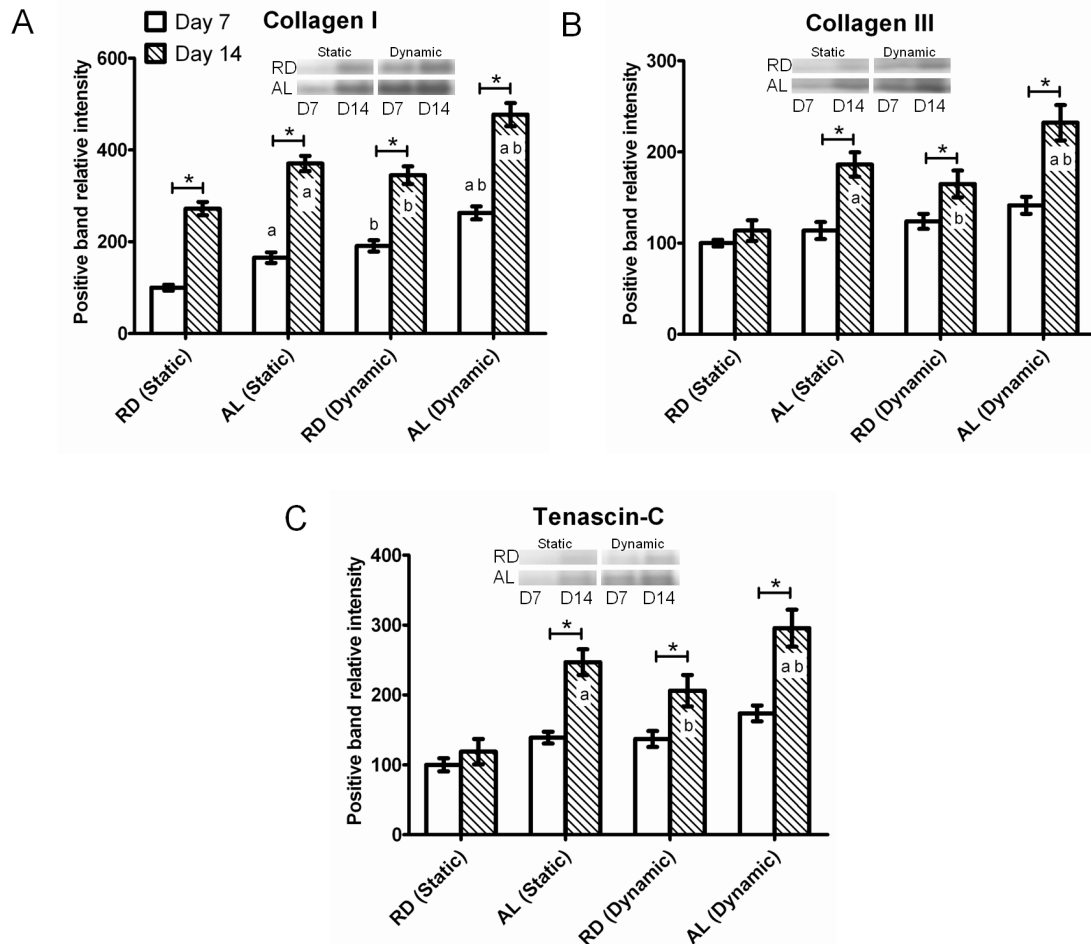 A
Day 7
Day 14
Collagen I
Positive band relative intensity
600
400
200
0
Static Dynamic
RD
AL
D7 D14 D7 D14
*
*
*
*
a
a
b
b
a b
a b
RD (Static)
AL (Static)
RD (Dynamic)
AL (Dynamic)
B
Collagen III
Positive band relative intensity
300
200
100
0
Static Dynamic
RD
AL
D7 D14 D7 D14
*
*
*
a
b
a b
RD (Static)
AL (Static)
RD (Dynamic)
AL (Dynamic)
C
Tenascin-C
Positive band relative intensity
400
300
200
100
0
Static Dynamic
RD
AL
D7 D14 D7 D14
*
*
*
a
b
a b
RD (Static)
AL (Static)
RD (Dynamic)
AL (Dynamic)